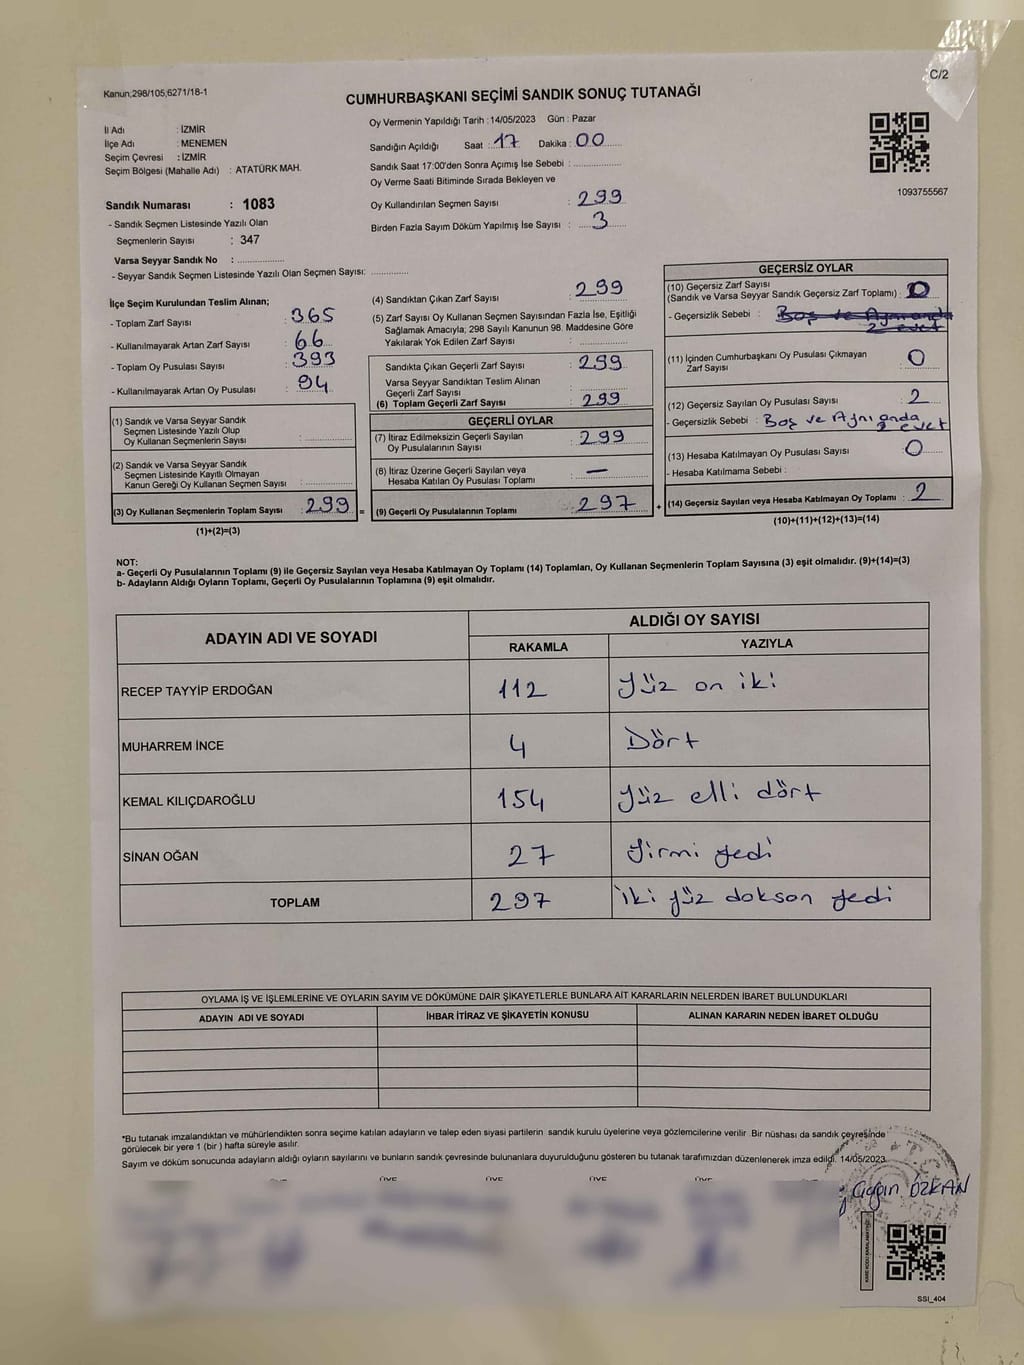 C/2
Kanun;298/105,6271/18-1
CUMHURBAŞKANI SEÇİMİ SANDIK SONUÇ TUTANAĞI
İl Adı : İZMİR
İlçe Adı : MENEMEN
Seçim Çevresi : İZMİR
Seçim Bölgesi (Mahalle Adı) : ATATÜRK MAH.
Sandık Numarası : 1083
- Sandık Seçmen Listesinde Yazılı Olan
Seçmenlerin Sayısı : 347
Varsa Seyyar Sandık No : ................
- Seyyar Sandık Seçmen Listesinde Yazılı Olan Seçmen Sayısı: ............
Oy Vermenin Yapıldığı Tarih : 14/05/2023 Gün : Pazar
Sandığın Açıldığı Saat : 17 Dakika : 00
Sandık Saat 17:00'den Sonra Açımış İse Sebebi : ................
Oy Verme Saati Bitiminde Sırada Bekleyen ve
Oy Kullandırılan Seçmen Sayısı : 299
Birden Fazla Sayım Döküm Yapılmış İse Sayısı : 3
1093755567
İlçe Seçim Kurulundan Teslim Alınan;
- Toplam Zarf Sayısı : 365
- Kullanılmayarak Artan Zarf Sayısı : 66
- Toplam Oy Pusulası Sayısı : 393
- Kullanılmayarak Artan Oy Pusulası : 94
(1) Sandık ve Varsa Seyyar Sandık
Seçmen Listesinde Yazılı Olup
Oy Kullanan Seçmenlerin Sayısı : ................
(2) Sandık ve Varsa Seyyar Sandık
Seçmen Listesinde Kayıtlı Olmayan
Kanun Gereği Oy Kullanan Seçmen Sayısı : ................
(3) Oy Kullanan Seçmenlerin Toplam Sayısı : 299 =
(1)+(2)=(3)
(4) Sandıktan Çıkan Zarf Sayısı : 299
(5) Zarf Sayısı Oy Kullanan Seçmen Sayısından Fazla İse, Eşitliği
Sağlamak Amacıyla; 298 Sayılı Kanunun 98. Maddesine Göre
Yakılarak Yok Edilen Zarf Sayısı : ................
Sandıkta Çıkan Geçerli Zarf Sayısı : 299
Varsa Seyyar Sandıktan Teslim Alınan
Geçerli Zarf Sayısı : ................
(6) Toplam Geçerli Zarf Sayısı : 299
GEÇERLİ OYLAR
(7) İtiraz Edilmeksizin Geçerli Sayılan
Oy Pusulalarının Sayısı : 299
(8) İtiraz Üzerine Geçerli Sayılan veya
Hesaba Katılan Oy Pusulası Toplamı : —
(9) Geçerli Oy Pusulalarının Toplamı : 297 +
GEÇERSİZ OYLAR
(10) Geçersiz Zarf Sayısı
(Sandık ve Varsa Seyyar Sandık Geçersiz Zarf Toplamı) : 0
- Geçersizlik Sebebi : Boş ve Aynı anda
2 evet
(11) İçinden Cumhurbaşkanı Oy Pusulası Çıkmayan
Zarf Sayısı : 0
(12) Geçersiz Sayılan Oy Pusulası Sayısı : 2
- Geçersizlik Sebebi : Boş ve Aynı anda
2 evet
(13) Hesaba Katılmayan Oy Pusulası Sayısı : 0
- Hesaba Katılmama Sebebi :
(14) Geçersiz Sayılan veya Hesaba Katılmayan Oy Toplamı : 2
(10)+(11)+(12)+(13)=(14)
NOT:
a- Geçerli Oy Pusulalarının Toplamı (9) ile Geçersiz Sayılan veya Hesaba Katılmayan Oy Toplamı (14) Toplamları, Oy Kullanan Seçmenlerin Toplam Sayısına (3) eşit olmalıdır. (9)+(14)=(3)
b- Adayların Aldığı Oyların Toplamı, Geçerli Oy Pusulalarının Toplamına (9) eşit olmalıdır.
ADAYIN ADI VE SOYADI ALDIĞI OY SAYISI
RAKAMLA YAZIYLA
RECEP TAYYİP ERDOĞAN 112 Yüz on iki
MUHARREM İNCE 4 Dört
KEMAL KILIÇDAROĞLU 154 Yüz elli dört
SİNAN OĞAN 27 Yirmi yedi
TOPLAM 297 iki yüz dokson yedi
OYLAMA İŞ VE İŞLEMLERİNE VE OYLARIN SAYIM VE DÖKÜMÜNE DAİR ŞİKAYETLERLE BUNLARA AİT KARARLARIN NELERDEN İBARET BULUNDUKLARI
ADAYIN ADI VE SOYADI İHBAR İTİRAZ VE ŞİKAYETİN KONUSU ALINAN KARARIN NEDEN İBARET OLDUĞU
*Bu tutanak imzalandıktan ve mühürlendikten sonra seçime katılan adayların ve talep eden siyasi partilerin sandık kurulu üyelerine veya gözlemcilerine verilir. Bir nüshası da sandık çevresinde
görülecek bir yere 1 (bir) hafta süreyle asılır.
Sayım ve döküm sonucunda adayların aldığı oyların sayılarını ve bunların sandık çevresinde bulunanlara duyurulduğunu gösteren bu tutanak tarafımızdan düzenlenerek imza edildi. 14/05/2023
ÜYE ÜYE ÜYE ÜYE ÜYE
ÖZKAN
SSI_404